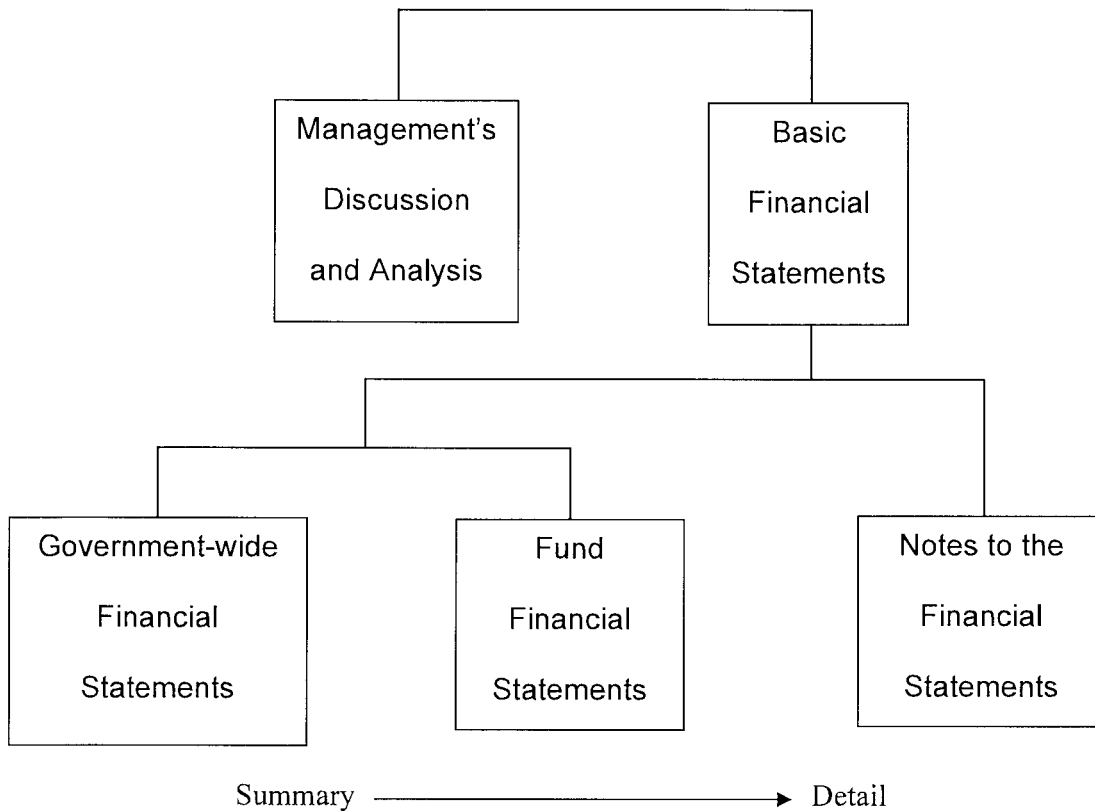 Management's
Discussion
and Analysis
Basic
Financial
Statements
Government-wide
Financial
Statements
Fund
Financial
Statements
Notes to the
Financial
Statements
Summary
Detail